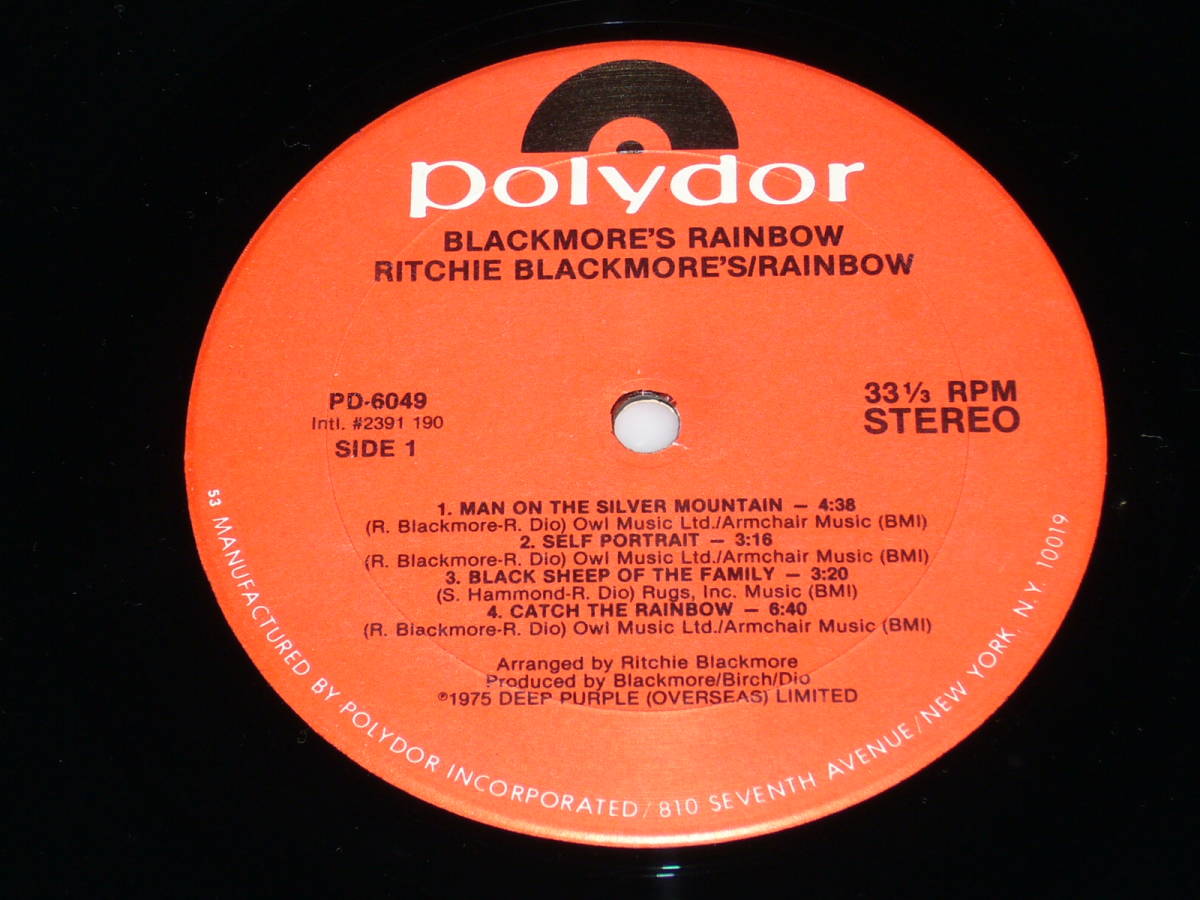 polydor
BLACKMORE'S RAINBOW
RITCHIE BLACKMORE'S/RAINBOW
PD-6049
Intl. #2391 190
SIDE 1
33 1/3 RPM
STEREO
1. MAN ON THE SILVER MOUNTAIN — 4:38
(R. Blackmore-R. Dio) Owl Music Ltd./Armchair Music (BMI)
2. SELF PORTRAIT — 3:16
(R. Blackmore-R. Dio) Owl Music Ltd./Armchair Music (BMI)
3. BLACK SHEEP OF THE FAMILY — 3:20
(S. Hammond-R. Dio) Rugs, Inc. Music (BMI)
4. CATCH THE RAINBOW — 6:40
(R. Blackmore-R. Dio) Owl Music Ltd./Armchair Music (BMI)
Arranged by Ritchie Blackmore
Produced by Blackmore/Birch/Dio
℗1975 DEEP PURPLE (OVERSEAS) LIMITED
53 MANUFACTURED BY POLYDOR INCORPORATED/810 SEVENTH AVENUE/NEW YORK N.Y. 10019